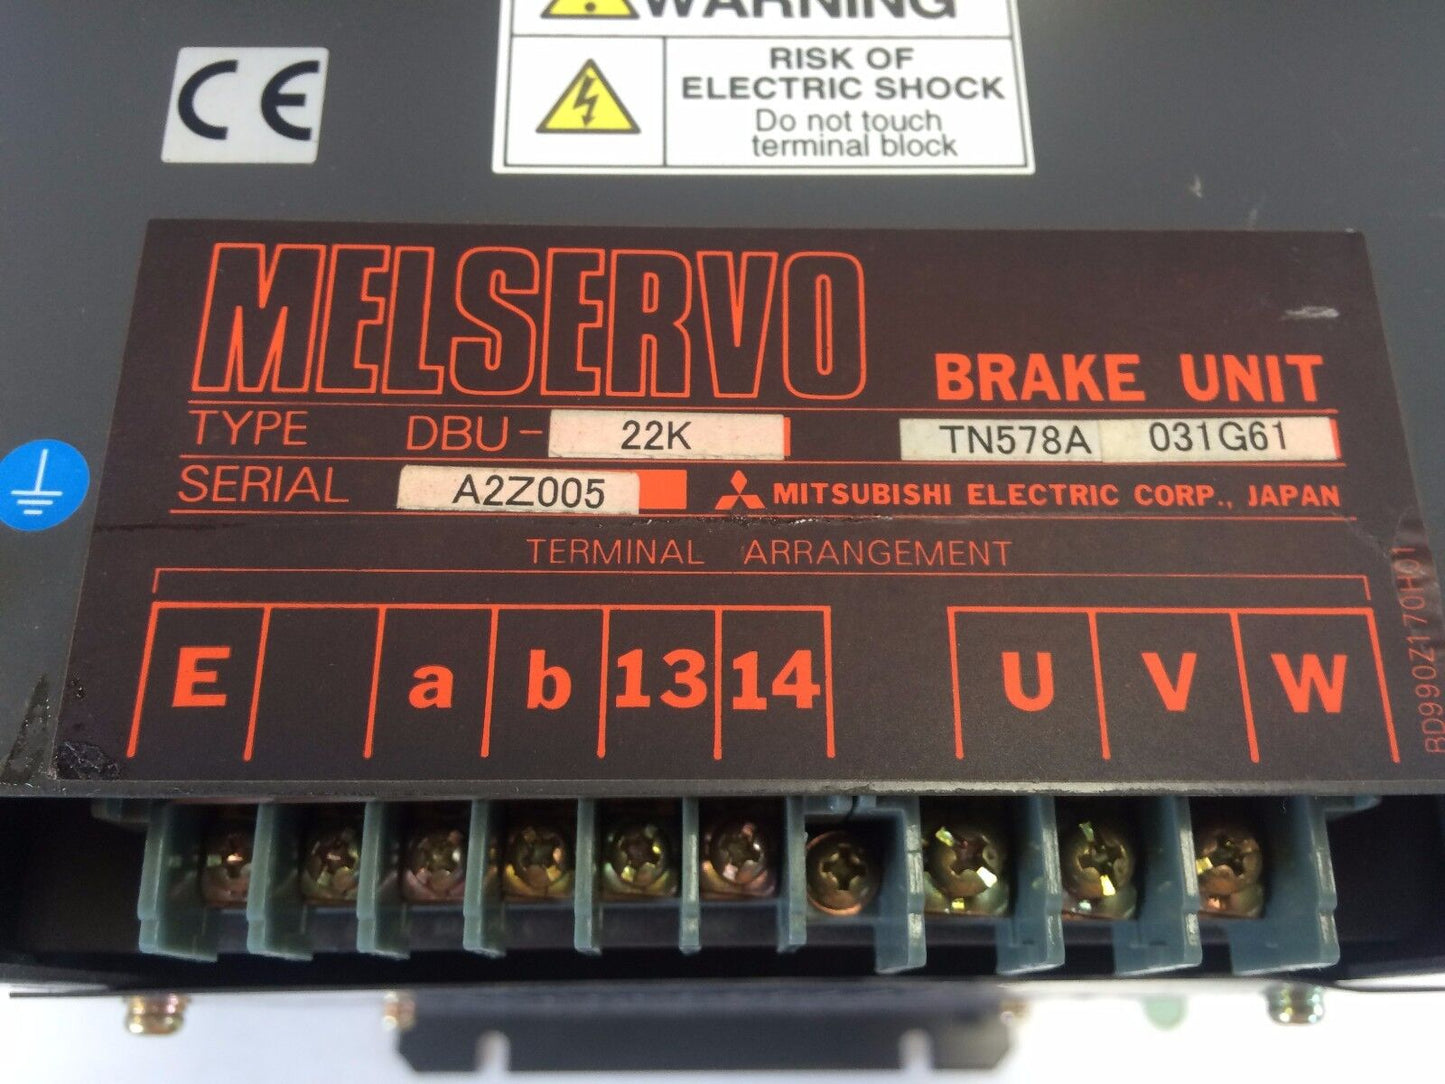 WARNING
CE
RISK OF
ELECTRIC SHOCK
Do not touch
terminal block
MELSERVO
BRAKE UNIT
TYPE DBU-22K TN578A 031G61
SERIAL A2Z005 MITSUBISHI ELECTRIC CORP., JAPAN
TERMINAL ARRANGEMENT
E a b 13 14 U V W
BD990Z170H01